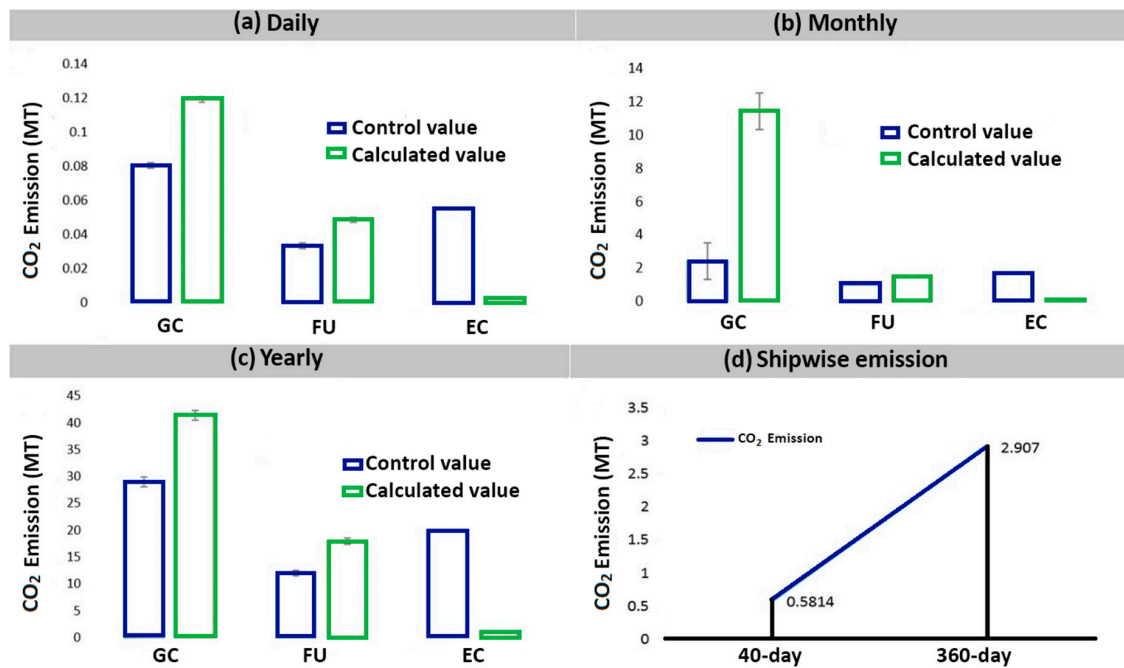 (a) Daily
CO₂ Emission (MT)
0.14
0.12
0.1
0.08
0.06
0.04
0.02
0
Control value
Calculated value
GC FU EC
(b) Monthly
CO₂ Emission (MT)
14
12
10
8
6
4
2
0
Control value
Calculated value
GC FU EC
(c) Yearly
CO₂ Emission (MT)
45
40
35
30
25
20
15
10
5
0
Control value
Calculated value
GC FU EC
(d) Shipwise emission
CO₂ Emission (MT)
3.5
3
2.5
2
1.5
1
0.5
0
CO₂ Emission
2.907
0.5814
40-day 360-day